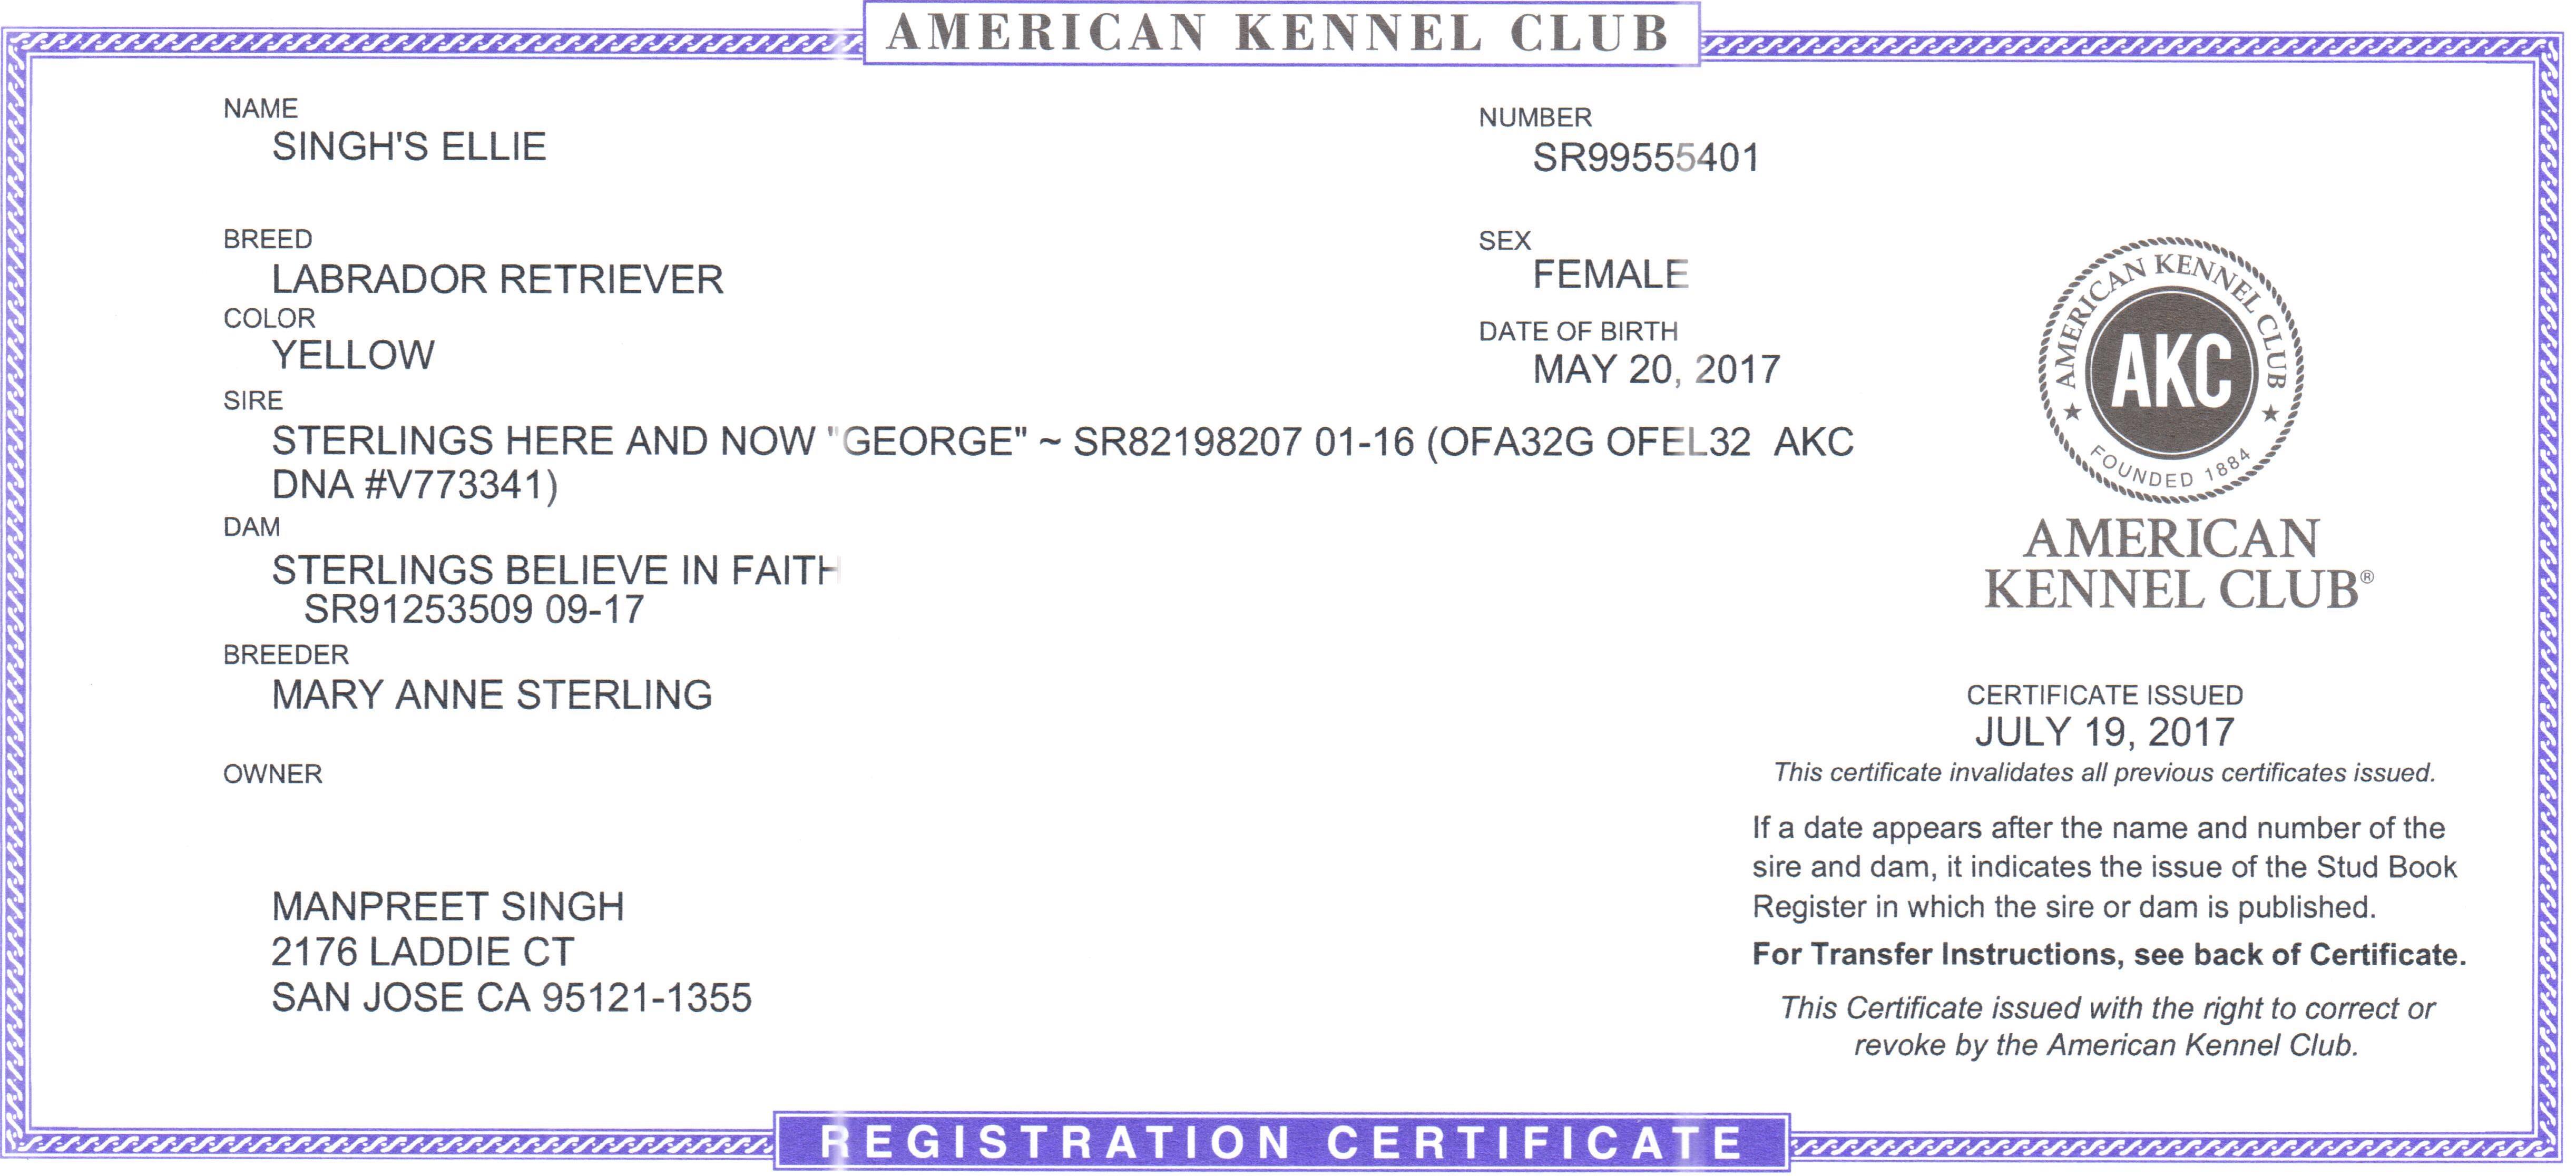 AMERICAN KENNEL CLUB
NAME
SINGH'S ELLIE
NUMBER
SR99555401
BREED
LABRADOR RETRIEVER
SEX
FEMALE
COLOR
YELLOW
DATE OF BIRTH
MAY 20, 2017
SIRE
STERLINGS HERE AND NOW "GEORGE" ~ SR82198207 01-16 (OFA32G OFEL32 AKC
DNA #V773341)
DAM
STERLINGS BELIEVE IN FAITH
SR91253509 09-17
BREEDER
MARY ANNE STERLING
OWNER
MANPREET SINGH
2176 LADDIE CT
SAN JOSE CA 95121-1355
AMERICAN KENNEL CLUB
AKC
FOUNDED 1884
AMERICAN
KENNEL CLUB®
CERTIFICATE ISSUED
JULY 19, 2017
This certificate invalidates all previous certificates issued.
If a date appears after the name and number of the
sire and dam, it indicates the issue of the Stud Book
Register in which the sire or dam is published.
For Transfer Instructions, see back of Certificate.
This Certificate issued with the right to correct or
revoke by the American Kennel Club.
REGISTRATION CERTIFICATE